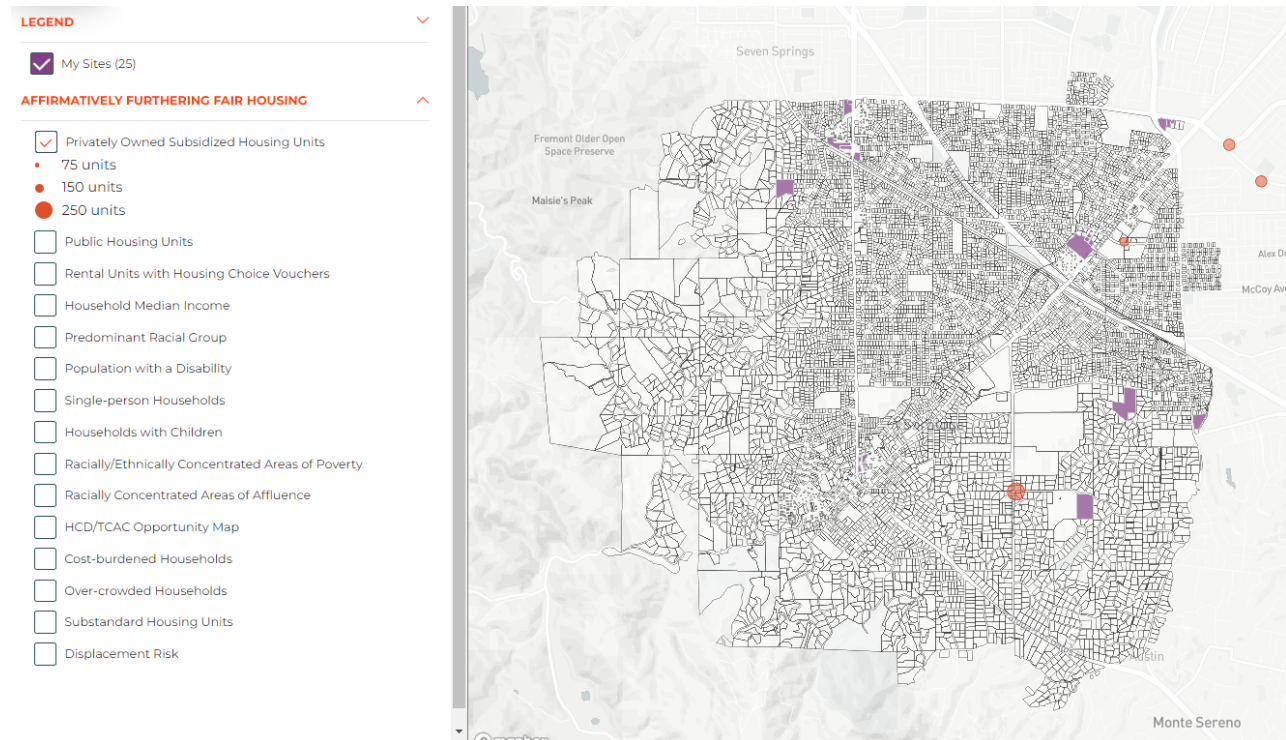 LEGEND
My Sites (25)
AFFIRMATIVELY FURTHERING FAIR HOUSING
Privately Owned Subsidized Housing Units
75 units
150 units
250 units
Public Housing Units
Rental Units with Housing Choice Vouchers
Household Median Income
Predominant Racial Group
Population with a Disability
Single-person Households
Households with Children
Racially/Ethnically Concentrated Areas of Poverty
Racially Concentrated Areas of Affluence
HCD/TCAC Opportunity Map
Cost-burdened Households
Over-crowded Households
Substandard Housing Units
Displacement Risk
Seven Springs
Fremont Older Open
Space Preserve
Maisie's Peak
Alex
McCoy Ave
Saratoga
Austin
Monte Sereno
mapbox